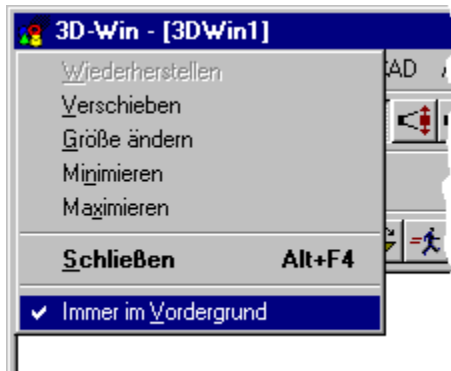 3D-Win - [3DWin1]
Wiederherstellen
Verschieben
Größe ändern
Minimieren
Maximieren
Schließen Alt+F4
Immer im Vordergrund